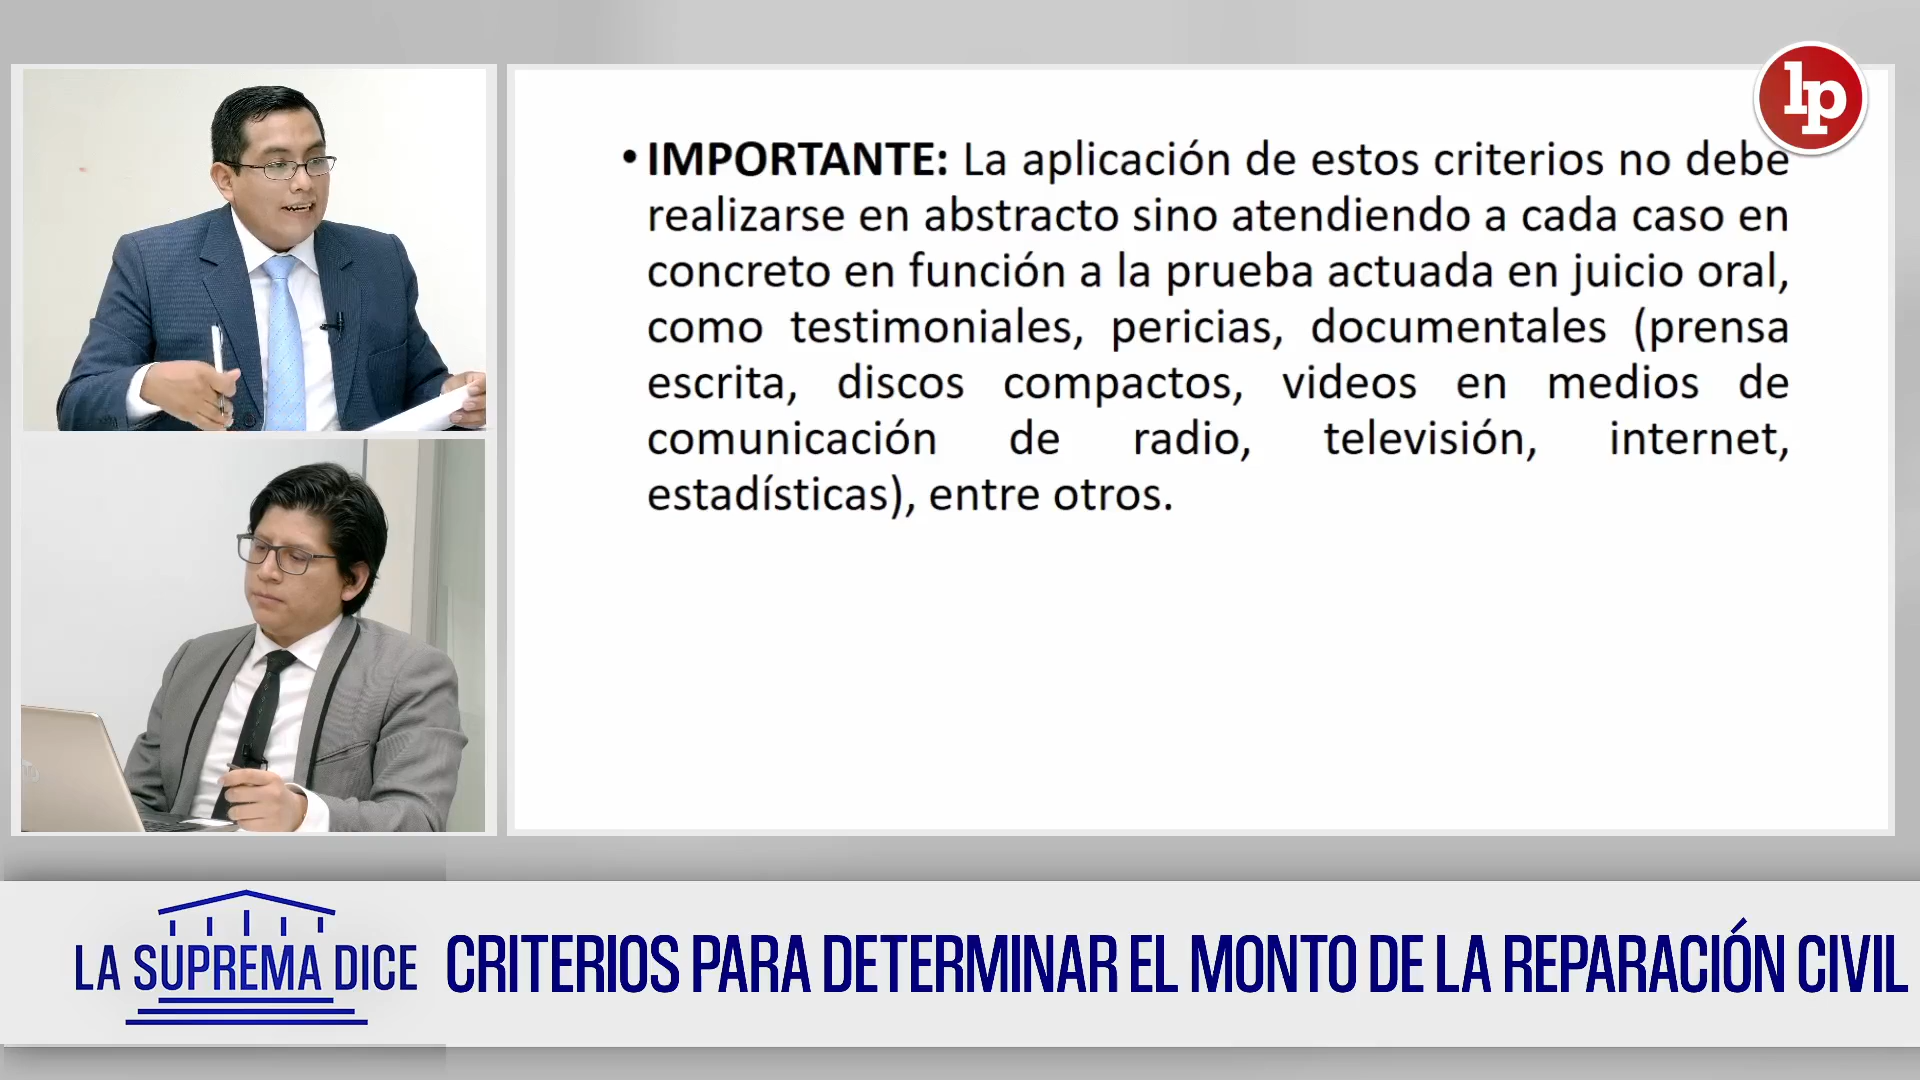 lp
• IMPORTANTE: La aplicación de estos criterios no debe
realizarse en abstracto sino atendiendo a cada caso en
concreto en función a la prueba actuada en juicio oral,
como testimoniales, pericias, documentales (prensa
escrita, discos compactos, videos en medios de
comunicación de radio, televisión, internet,
estadísticas), entre otros.
LA SUPREMA DICE
CRITERIOS PARA DETERMINAR EL MONTO DE LA REPARACIÓN CIVIL